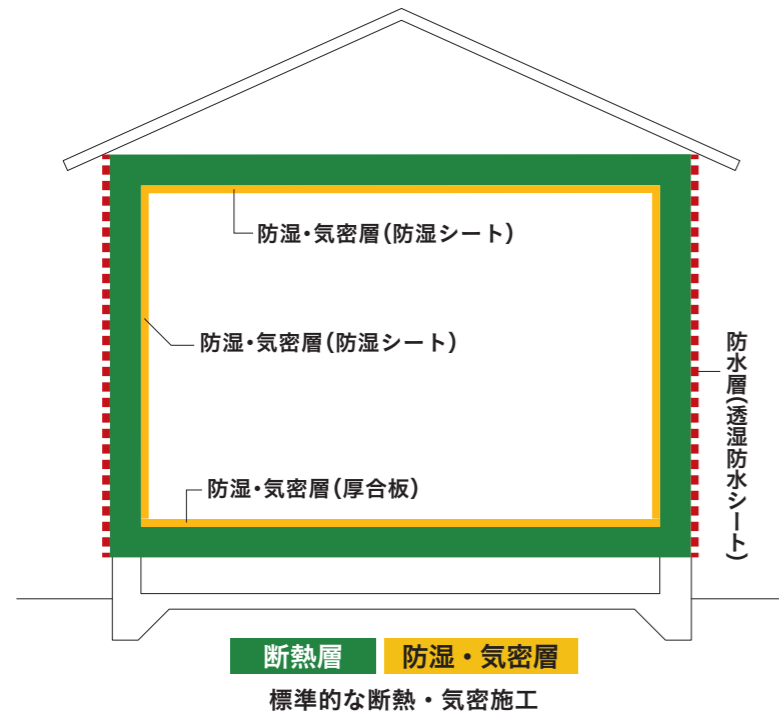 防湿・気密層(防湿シート)
防湿・気密層(防湿シート)
防水層(透湿防水シート)
防湿・気密層(厚合板)
断熱層
防湿・気密層
標準的な断熱・気密施工